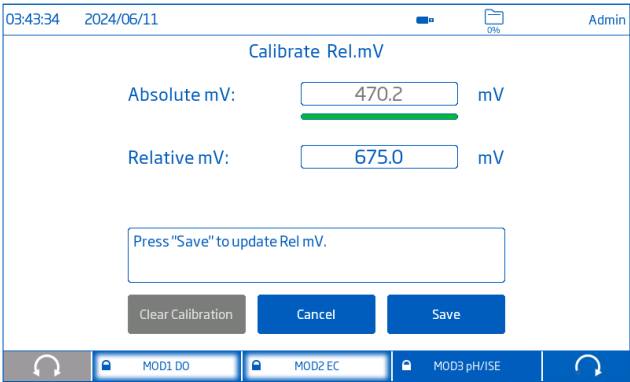 03:43:34 2024/06/11 0% Admin
Calibrate Rel.mV
Absolute mV: 470.2 mV
Relative mV: 675.0 mV
Press "Save" to update Rel mV.
Clear Calibration Cancel Save
MOD1 DO MOD2 EC MOD3 pH/ISE